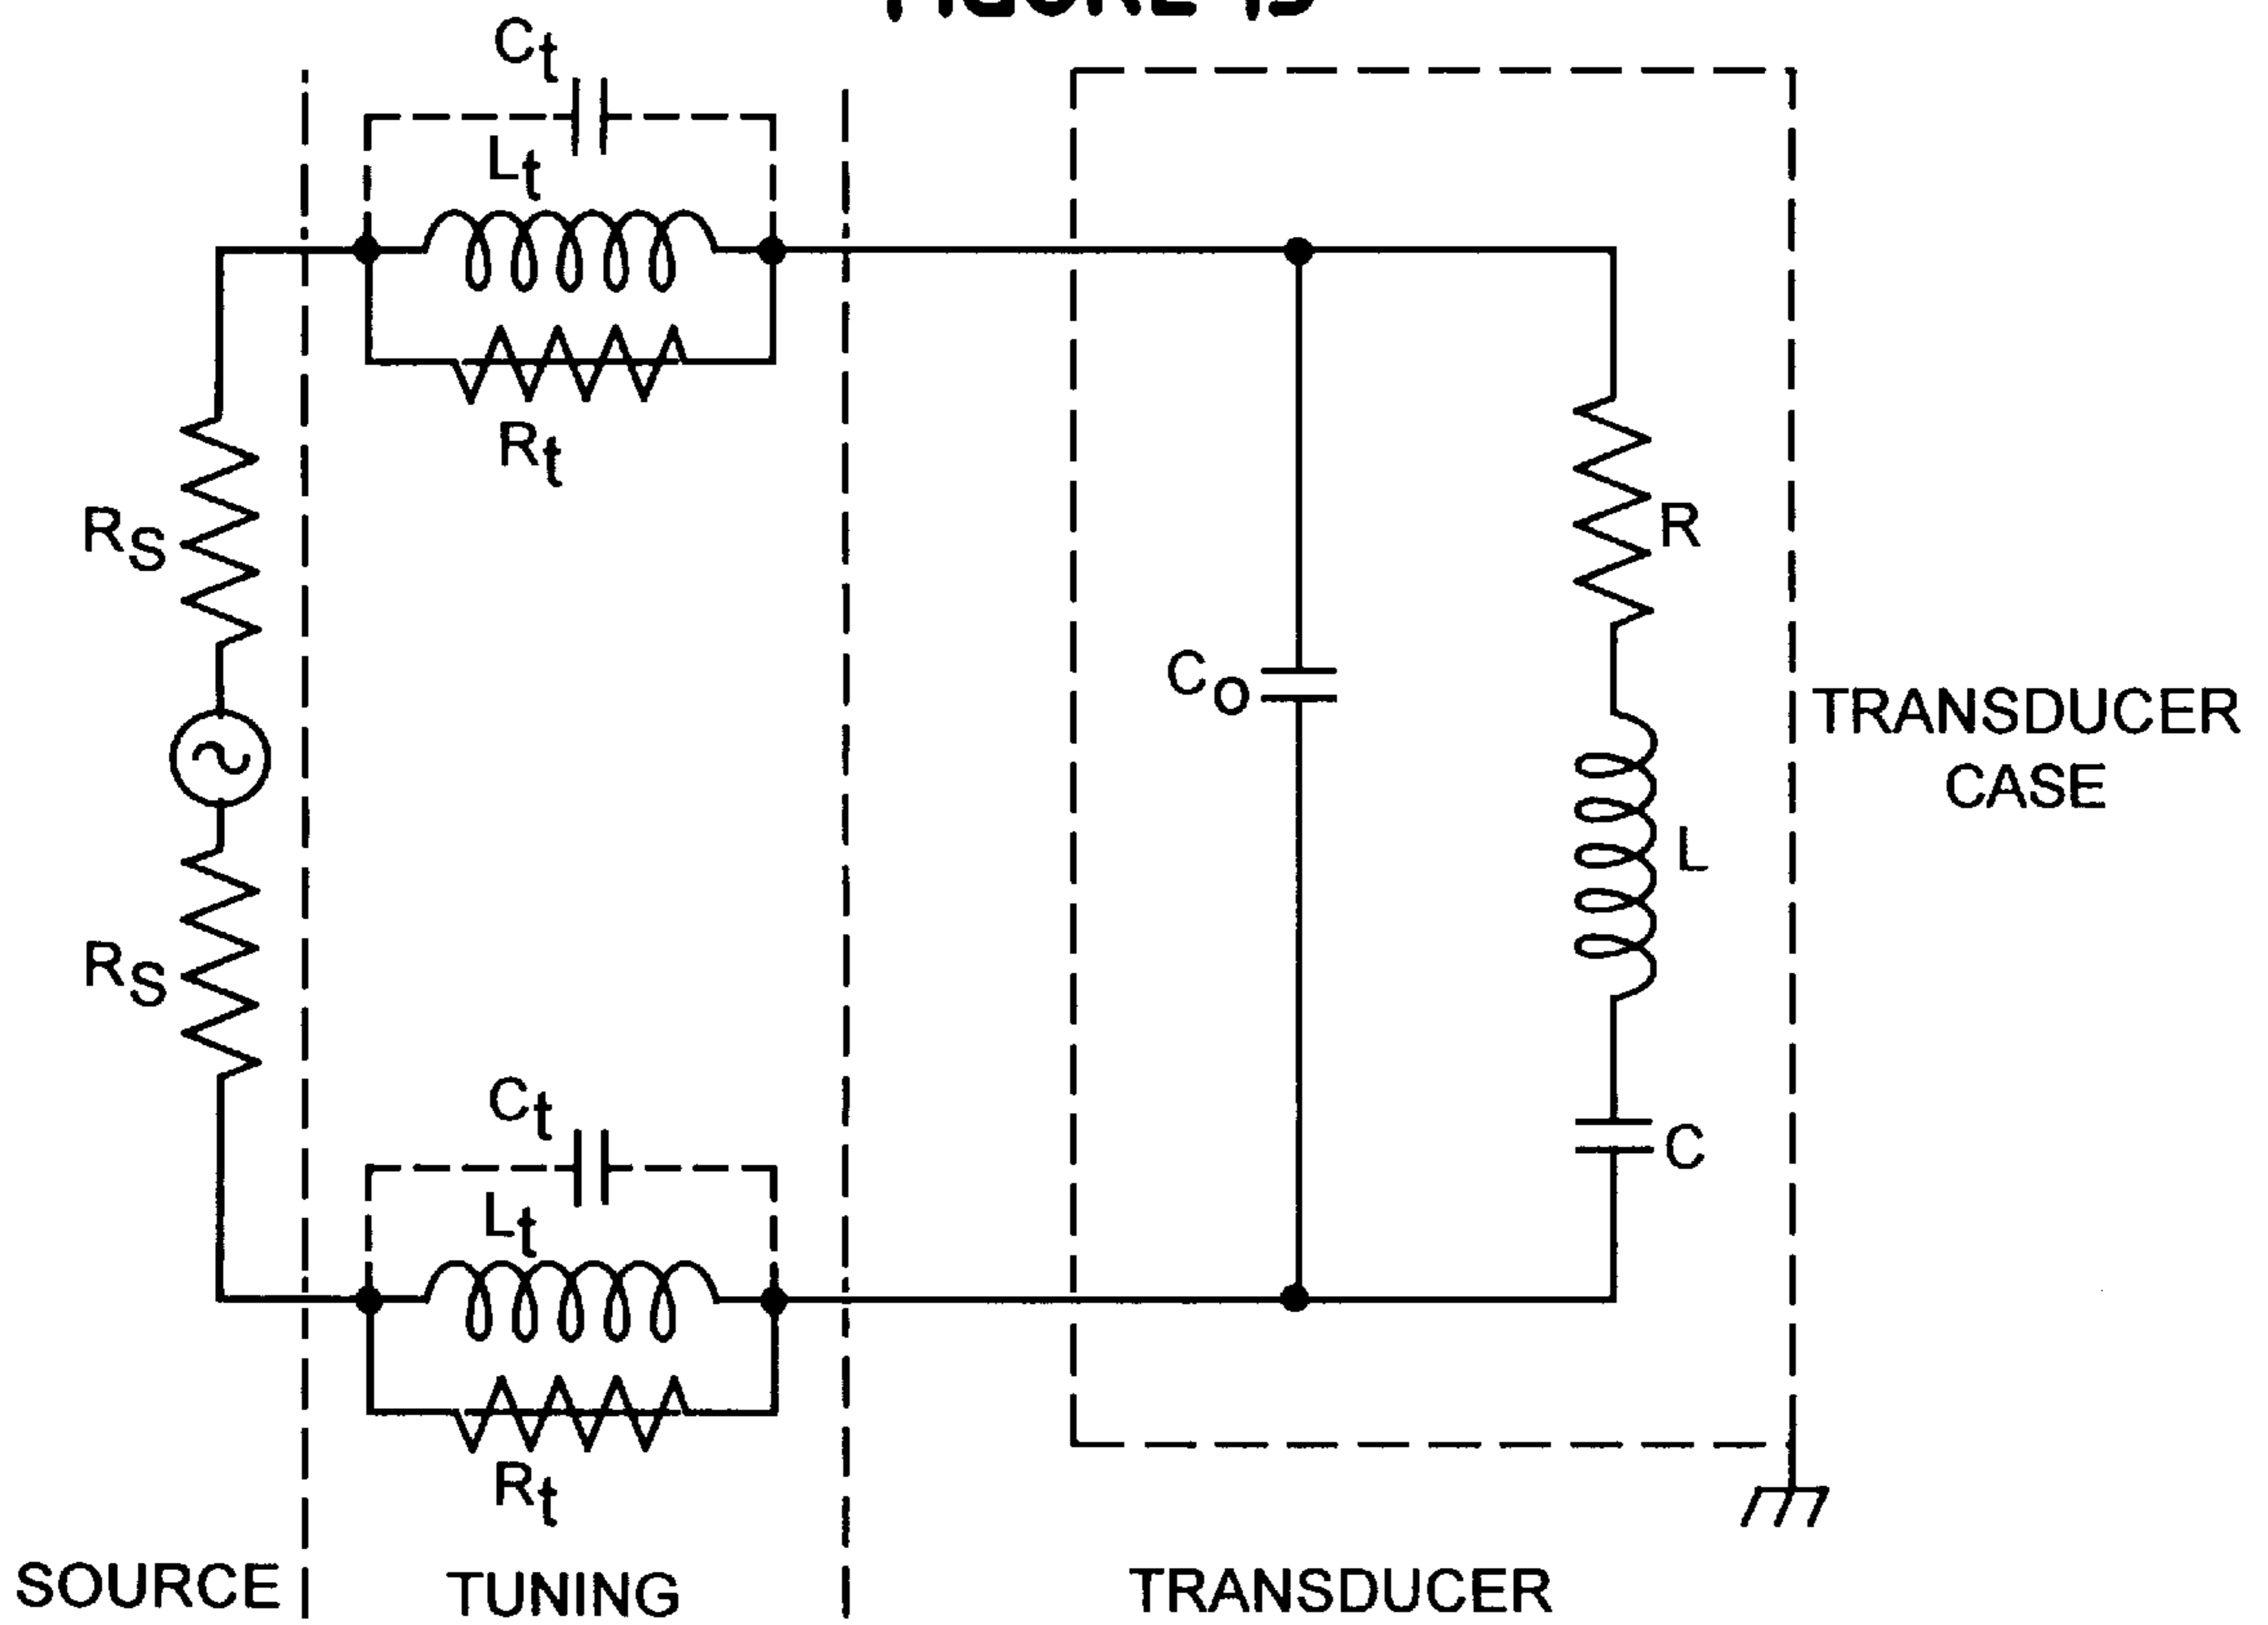 Ct
Lt
Rt
RS
RS
Ct
Lt
Rt
Co
R
L
C
TRANSDUCER
CASE
SOURCE
TUNING
TRANSDUCER